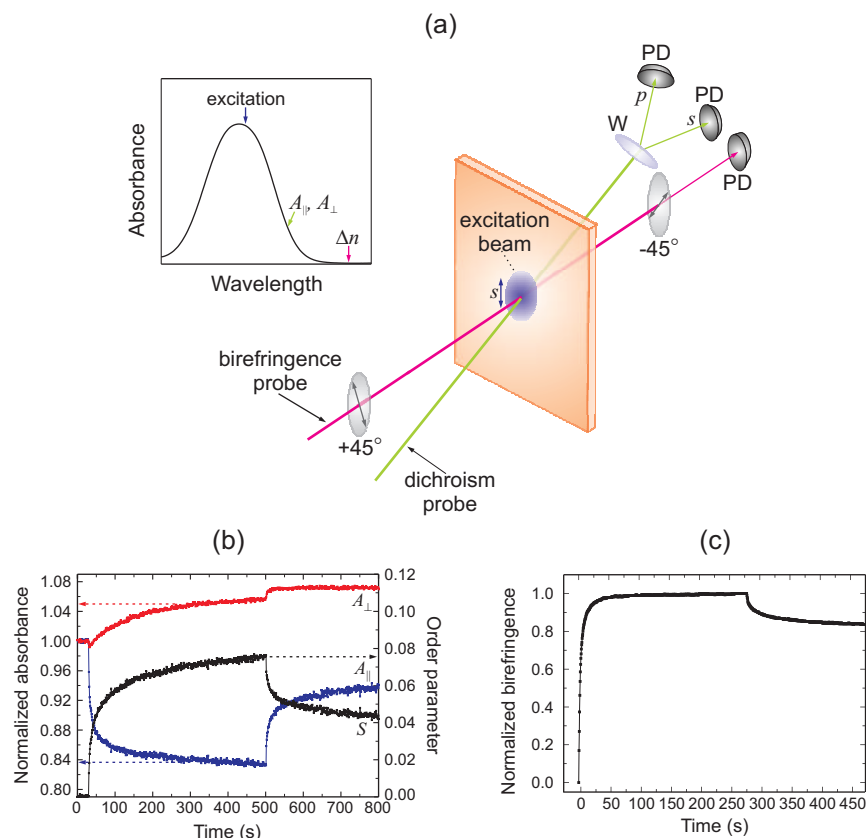 (a)
PD
PD
PD
p
s
W
excitation
Absorbance
A∥, A⊥
Δn
Wavelength
excitation
beam
s
-45°
birefringence
probe
+45°
dichroism
probe
(b)
Normalized absorbance
1.08
1.04
1.00
0.96
0.92
0.88
0.84
0.80
0.12
0.10
0.08
0.06
0.04
0.02
0.00
Order parameter
A⊥
A∥
S
0 100 200 300 400 500 600 700 800
Time (s)
(c)
Normalized birefringence
1.0
0.8
0.6
0.4
0.2
0.0
0 50 100 150 200 250 300 350 400 450
Time (s)